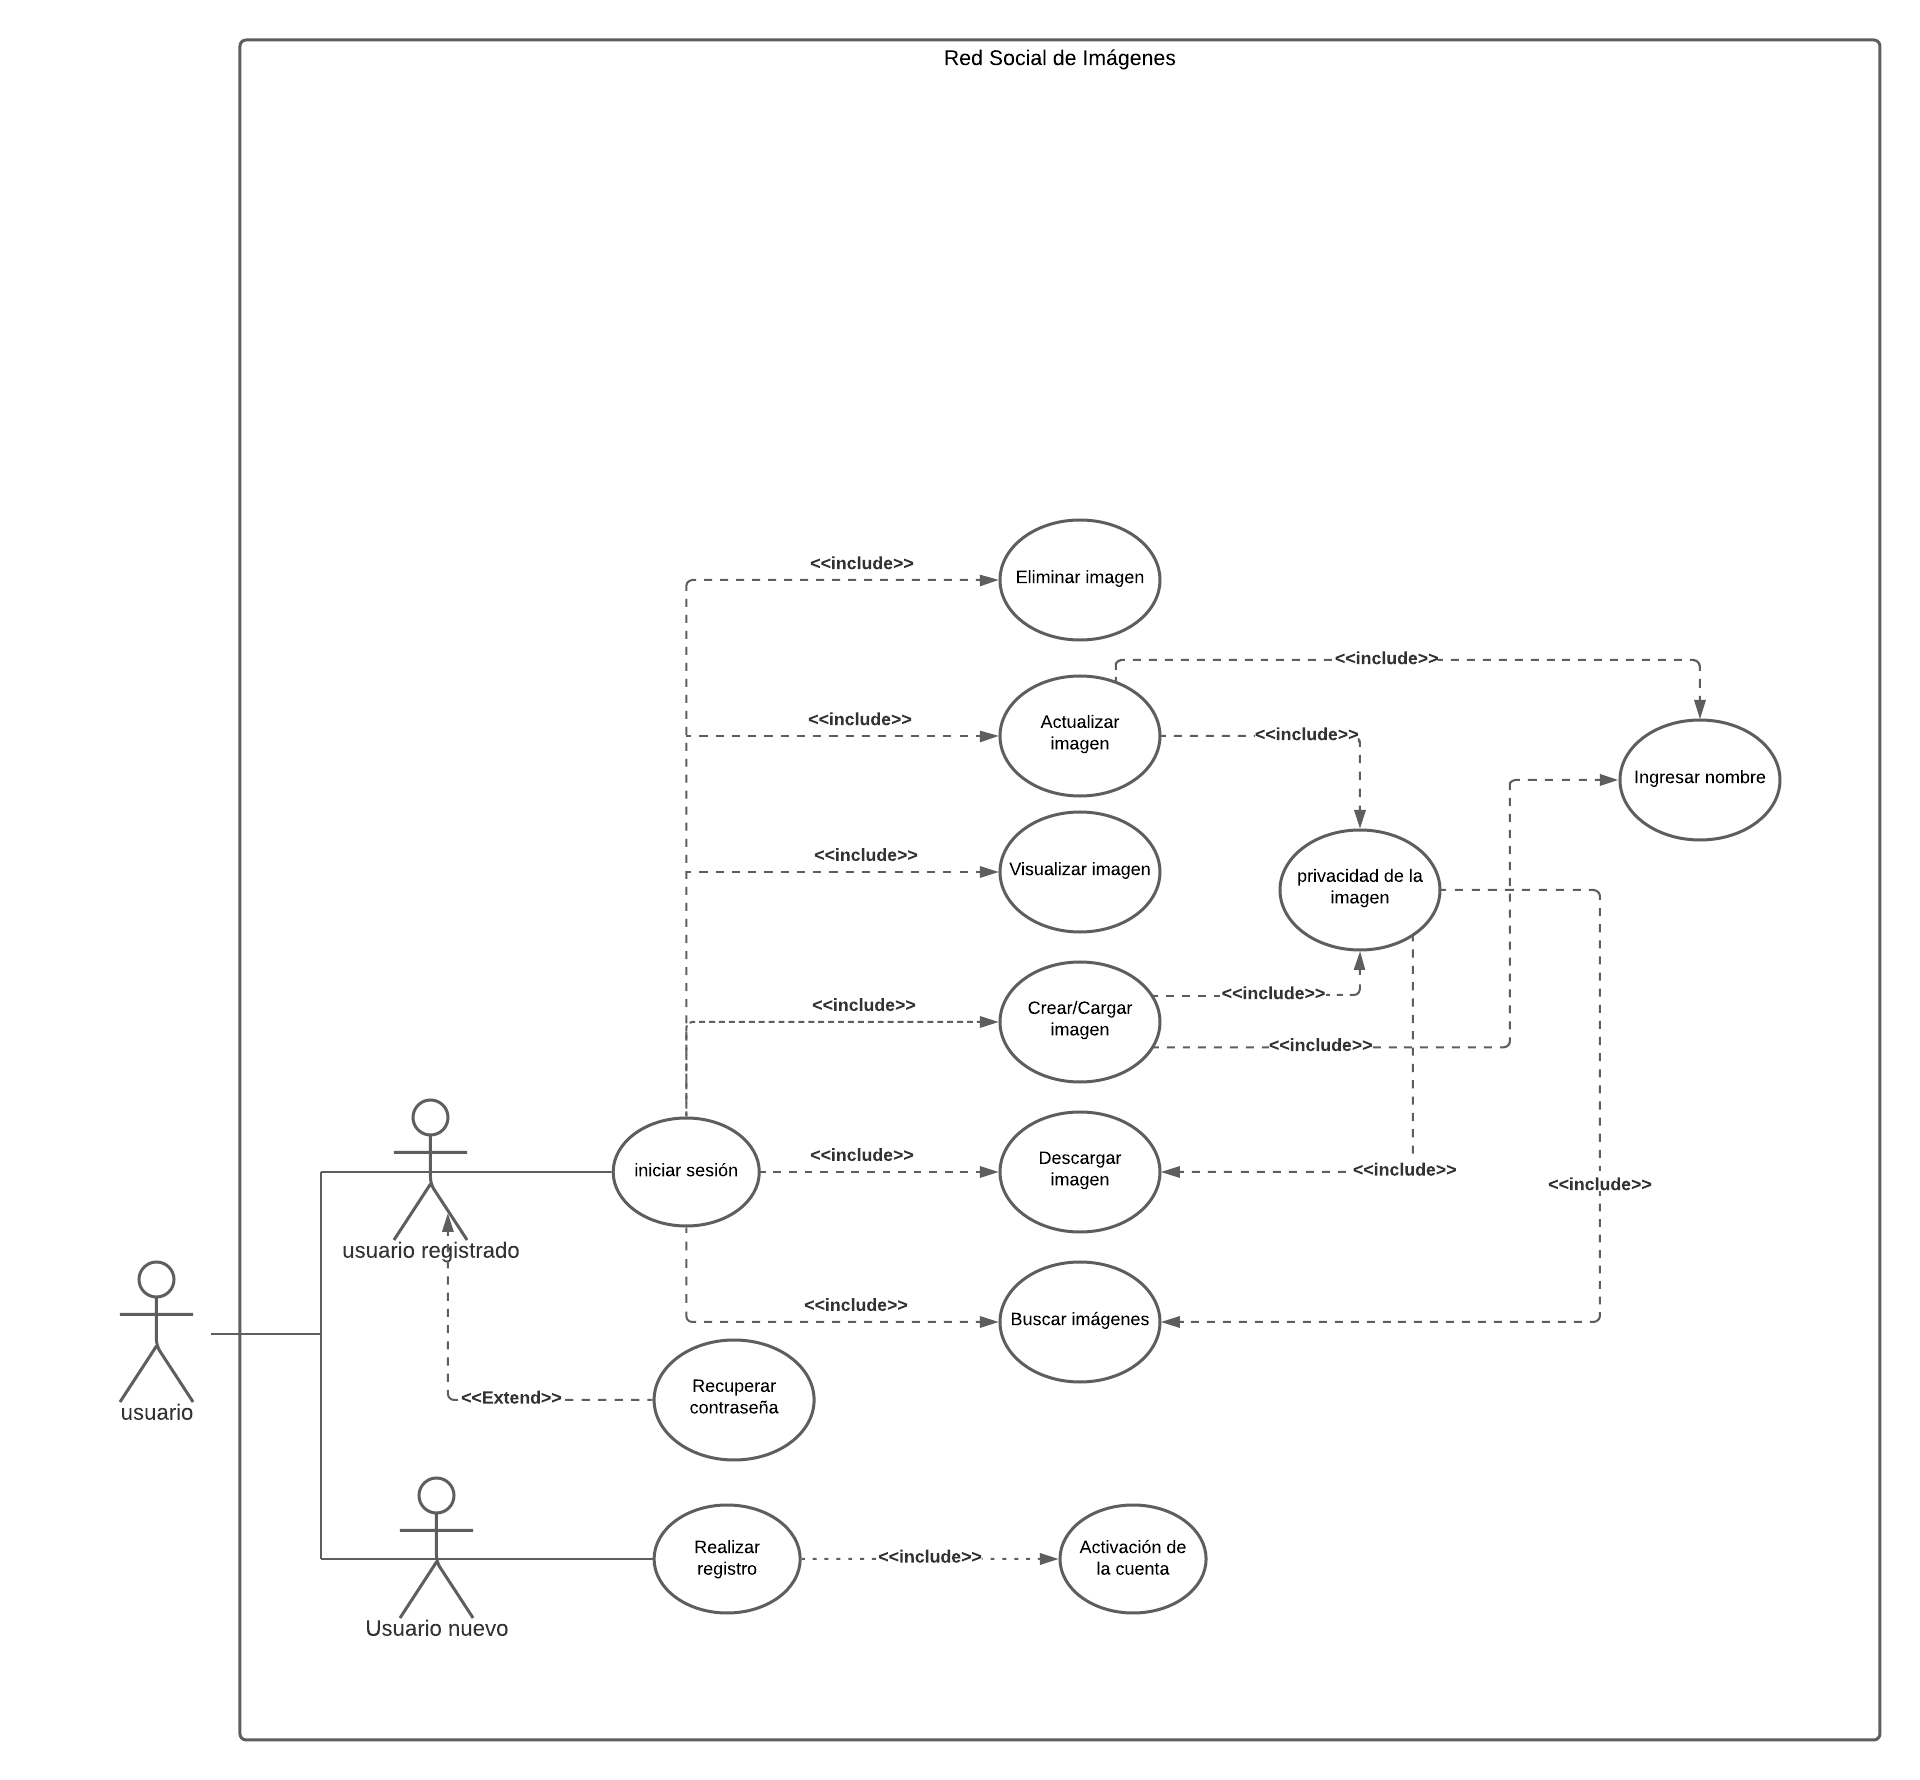 Red Social de Imágenes
<<include>>
Eliminar imagen
<<include>>
<<include>>
Actualizar
imagen
<<include>>
Ingresar nombre
<<include>>
Visualizar imagen
privacidad de la
imagen
<<include>>
Crear/Cargar
imagen
<<include>>
<<include>>
<<include>>
iniciar sesión
Descargar
imagen
<<include>>
<<include>>
usuario registrado
<<include>>
Buscar imágenes
usuario
<<Extend>>
Recuperar
contraseña
Realizar
registro
<<include>>
Activación de
la cuenta
Usuario nuevo